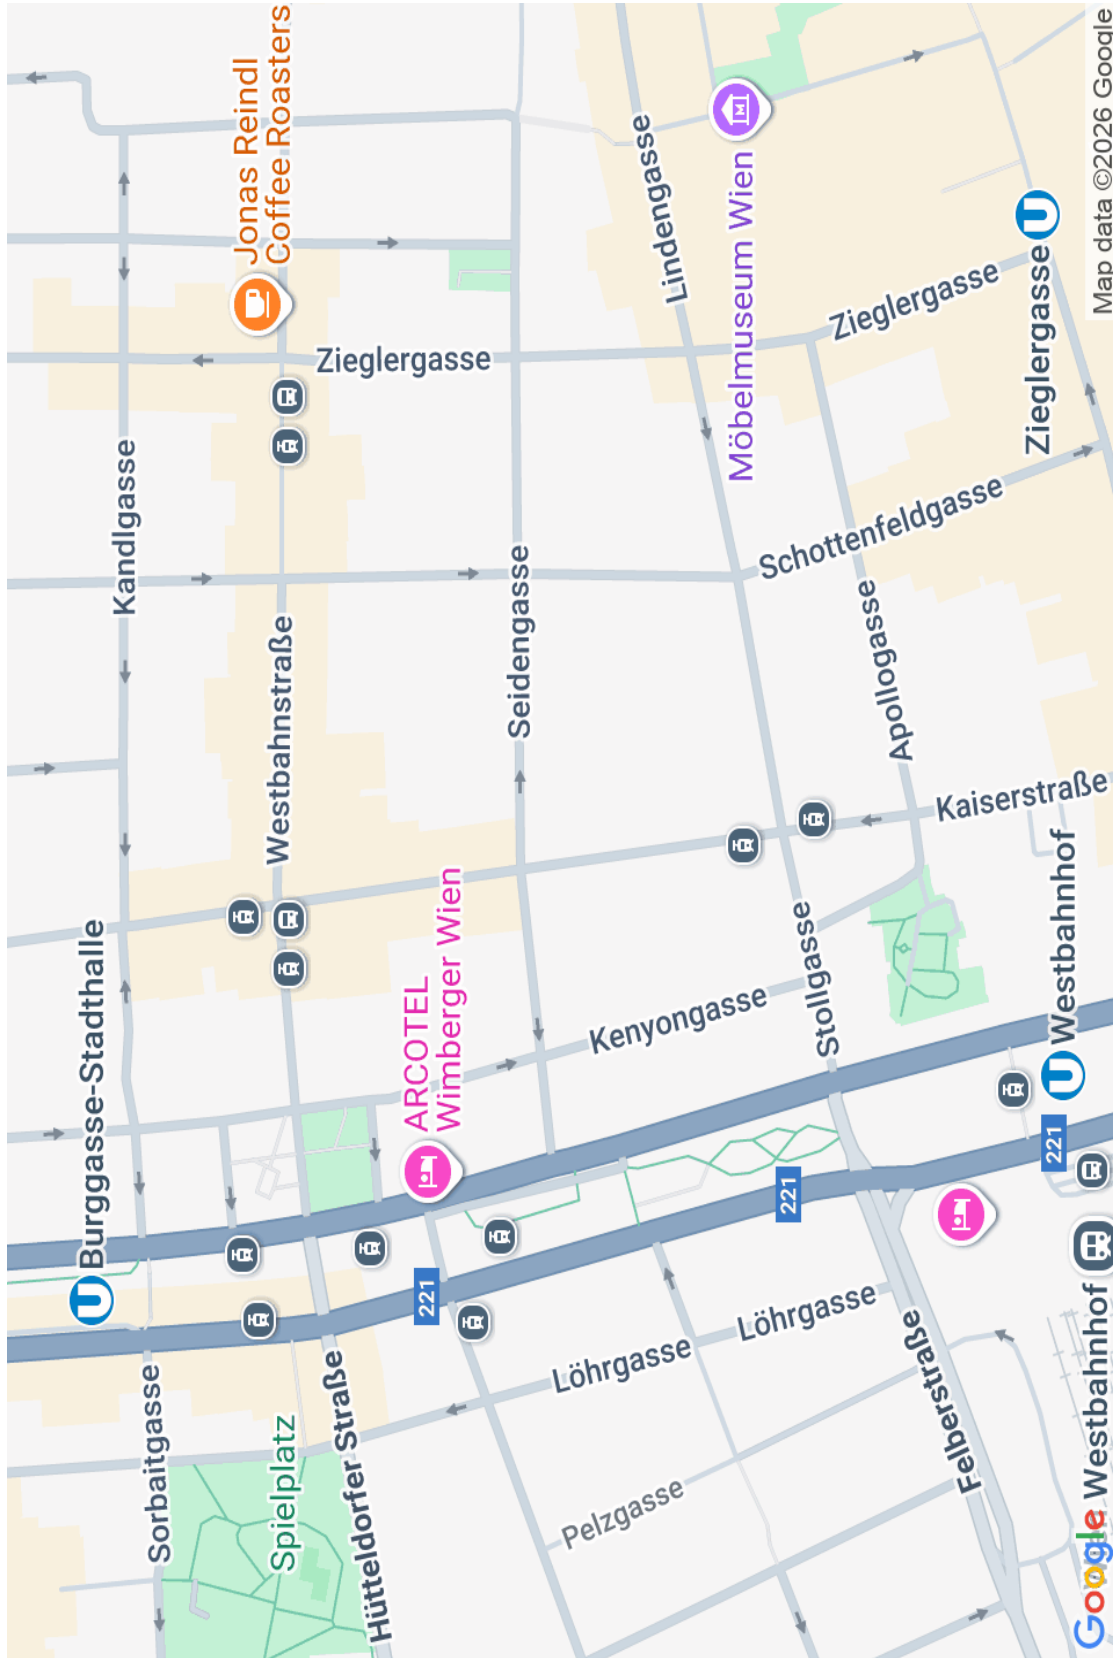 Burggasse-Stadthalle
Kandlgasse
Sorbaitgasse
Jonas Reindl
Coffee Roasters
Westbahnstraße
Spielplatz
Hütteldorfer Straße
Zieglergasse
ARCOTEL
Wimberger Wien
221
Seidengasse
Löhrgasse
Pelzgasse
Kenyongasse
Lindengasse
Möbelmuseum Wien
Löhrgasse
221
Stollgasse
Schottenfeldgasse
Zieglergasse
Apollogasse
Felberstraße
Kaiserstraße
Zieglergasse
Westbahnhof
221
Westbahnhof
Google
Map data ©2026 Google